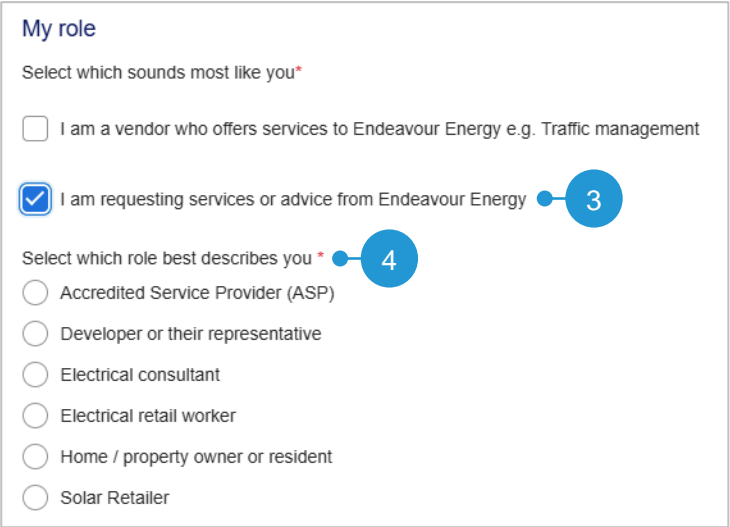 My role
Select which sounds most like you*
I am a vendor who offers services to Endeavour Energy e.g. Traffic management
I am requesting services or advice from Endeavour Energy 3
Select which role best describes you * 4
Accredited Service Provider (ASP)
Developer or their representative
Electrical consultant
Electrical retail worker
Home / property owner or resident
Solar Retailer